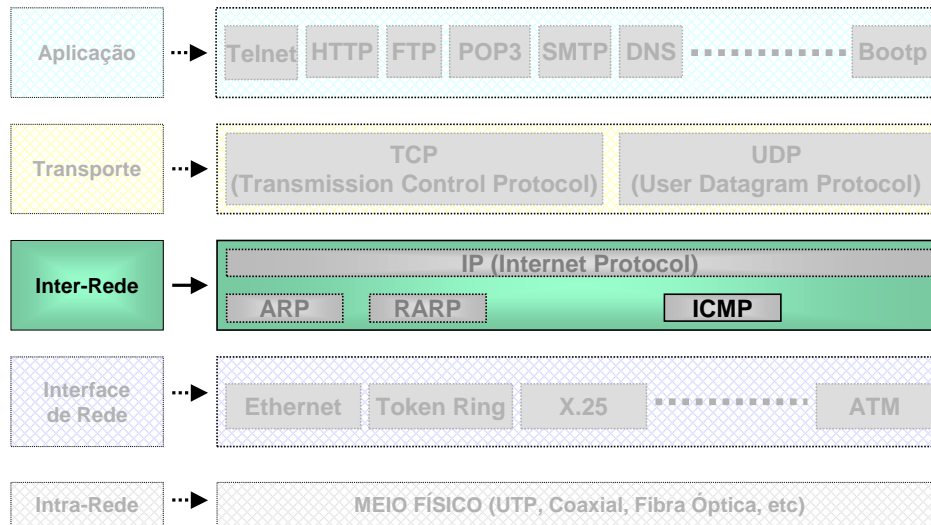 Aplicação
Telnet HTTP FTP POP3 SMTP DNS Bootp
Transporte
TCP
(Transmission Control Protocol)
UDP
(User Datagram Protocol)
Inter-Rede
IP (Internet Protocol)
ARP RARP ICMP
Interface
de Rede
Ethernet Token Ring X.25 ATM
Intra-Rede
MEIO FÍSICO (UTP, Coaxial, Fibra Óptica, etc)